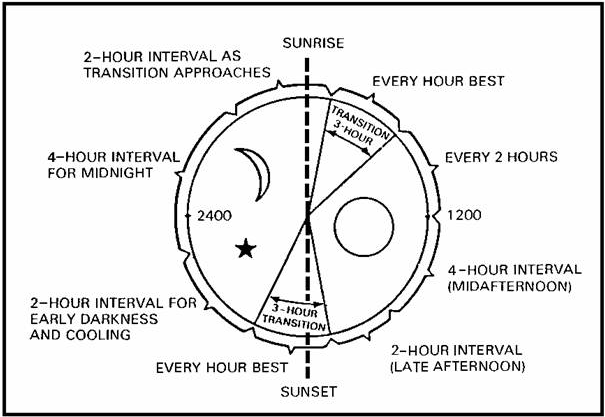 SUNRISE
2-HOUR INTERVAL AS
TRANSITION APPROACHES
EVERY HOUR BEST
TRANSITION
3-HOUR
4-HOUR INTERVAL
FOR MIDNIGHT
EVERY 2 HOURS
2400
1200
4-HOUR INTERVAL
(MIDAFTERNOON)
2-HOUR INTERVAL FOR
EARLY DARKNESS
AND COOLING
3-HOUR
TRANSITION
2-HOUR INTERVAL
(LATE AFTERNOON)
EVERY HOUR BEST
SUNSET